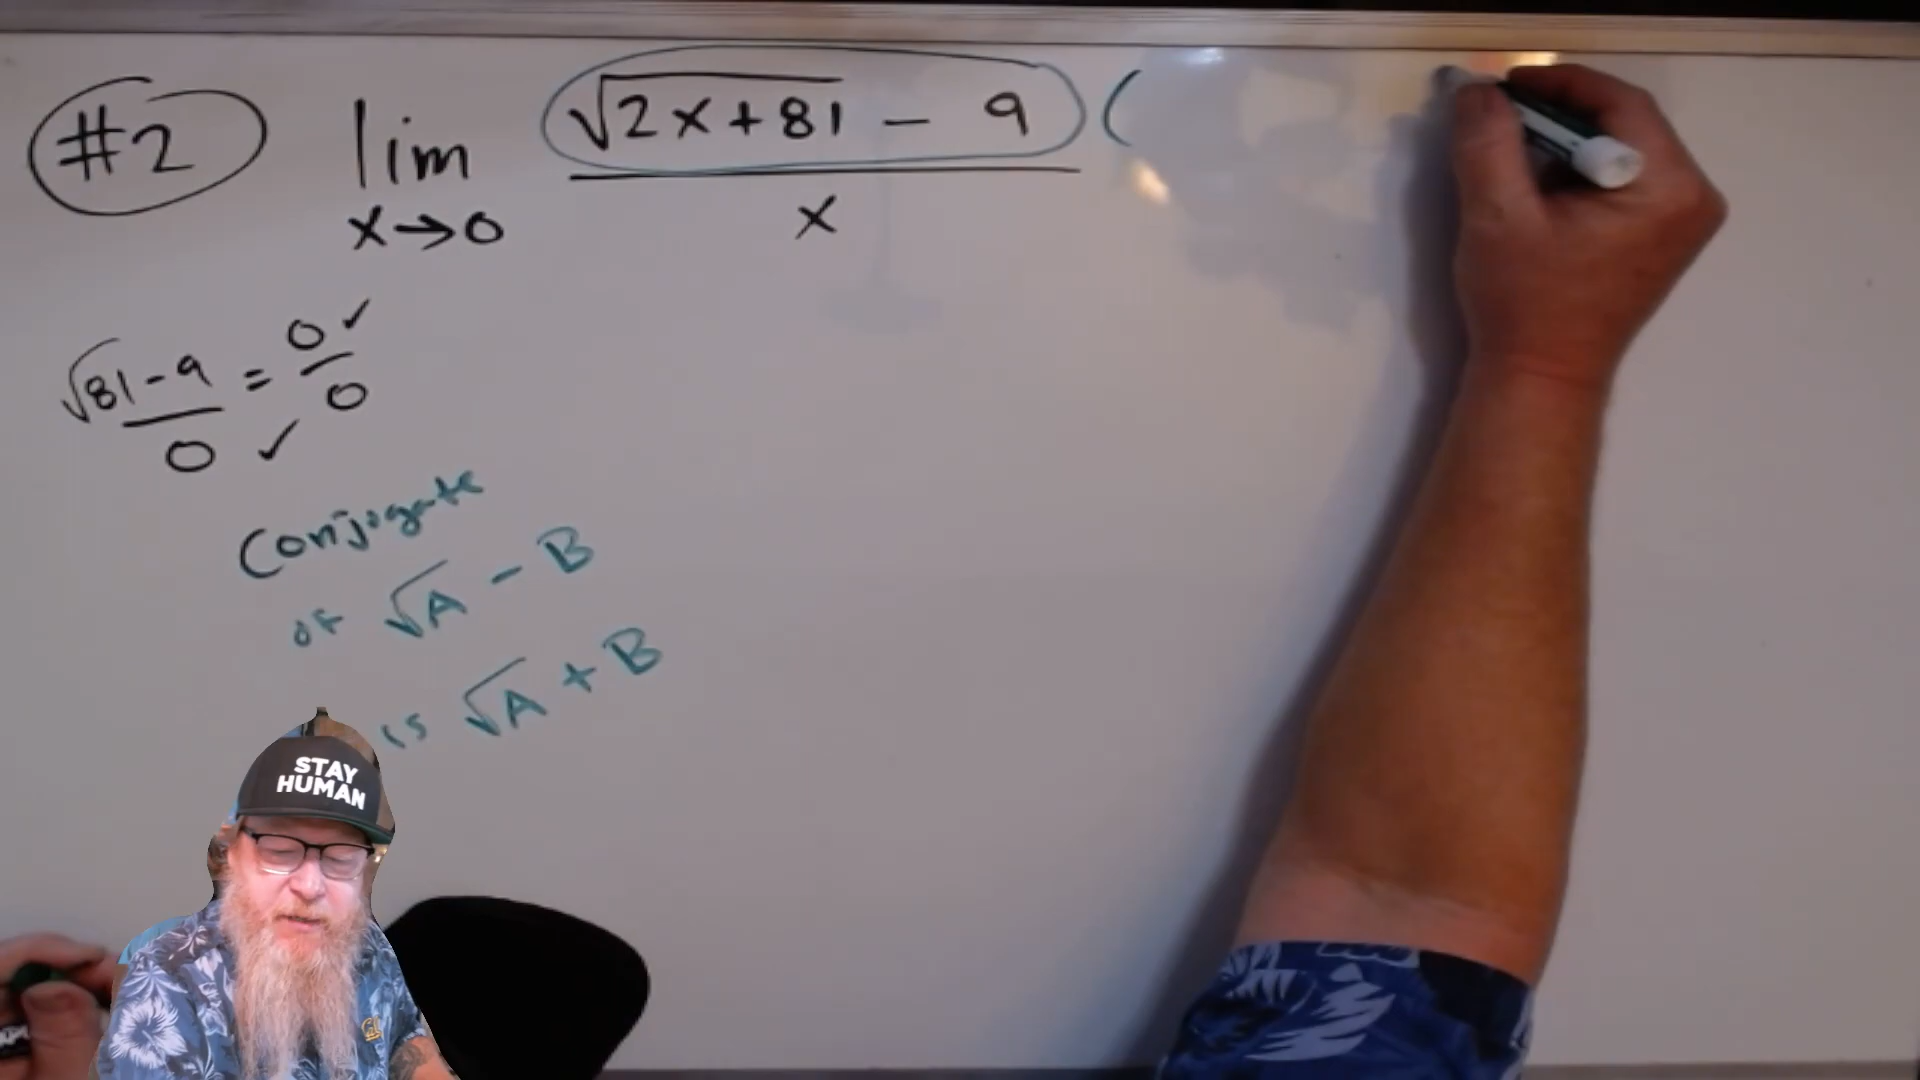 #2 lim x→0 (√(2x+81) - 9)/x (
(√81-9)/0 = 0/0 ✓ ✓
Conjugate
of √A - B
is √A + B
STAY
HUMAN